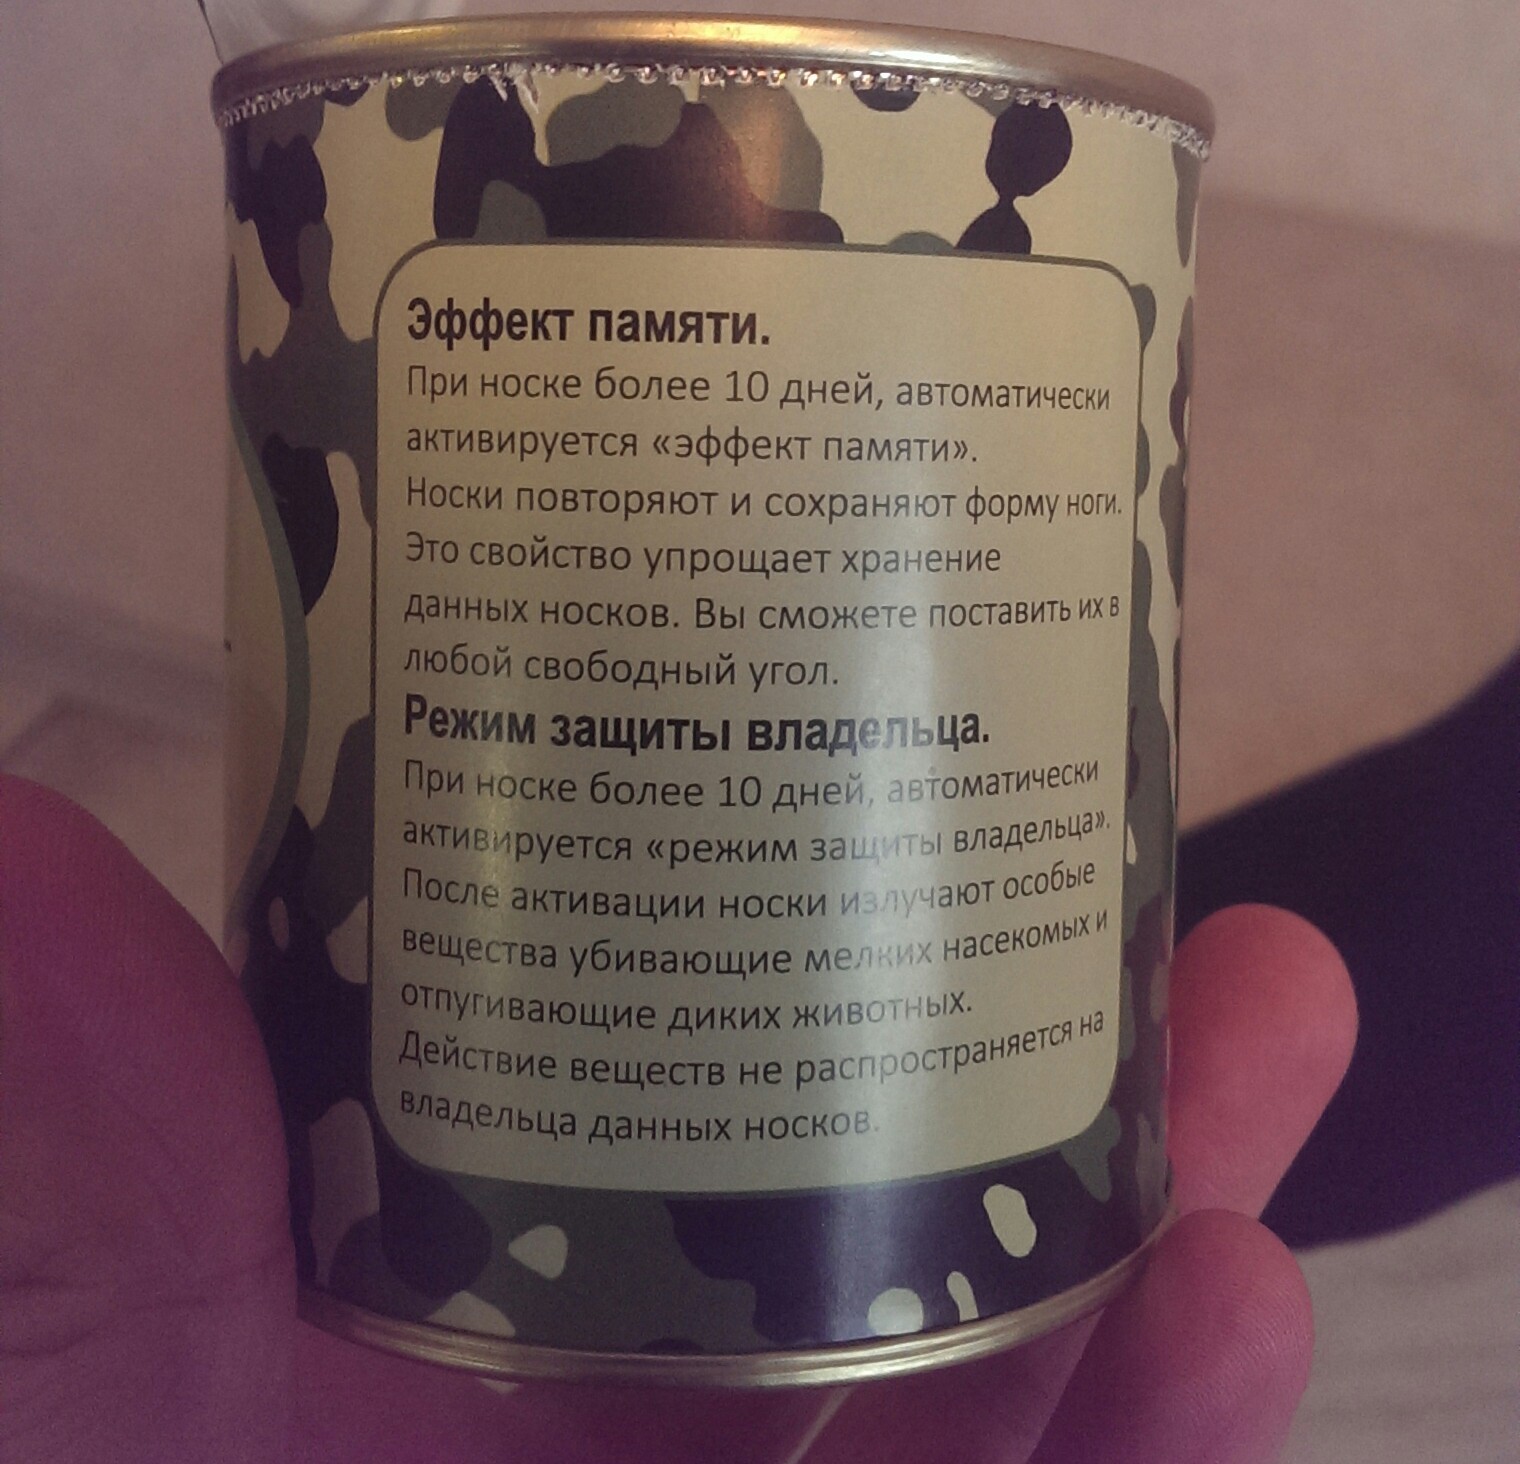 Эффект памяти.
При носке более 10 дней, автоматически
активируется «эффект памяти».
Носки повторяют и сохраняют форму ноги.
Это свойство упрощает хранение
данных носков. Вы сможете поставить их в
любой свободный угол.
Режим защиты владельца.
При носке более 10 дней, автоматически
активируется «режим защиты владельца».
После активации носки излучают особые
вещества убивающие мелких насекомых и
отпугивающие диких животных.
Действие веществ не распространяется на
владельца данных носков.